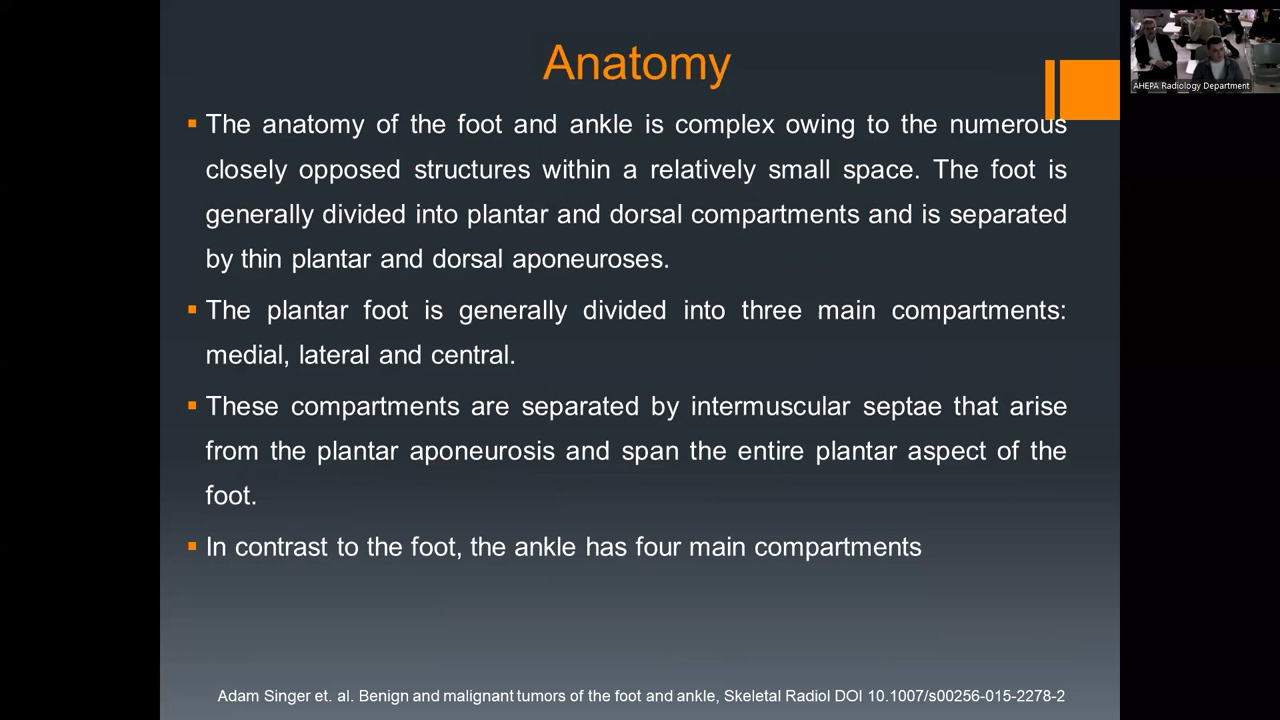 Anatomy
The anatomy of the foot and ankle is complex owing to the numerous
closely opposed structures within a relatively small space. The foot is
generally divided into plantar and dorsal compartments and is separated
by thin plantar and dorsal aponeuroses.
The plantar foot is generally divided into three main compartments:
medial, lateral and central.
These compartments are separated by intermuscular septae that arise
from the plantar aponeurosis and span the entire plantar aspect of the
foot.
In contrast to the foot, the ankle has four main compartments
Adam Singer et. al. Benign and malignant tumors of the foot and ankle, Skeletal Radiol DOI 10.1007/s00256-015-2278-2
AHEPA Radiology Department